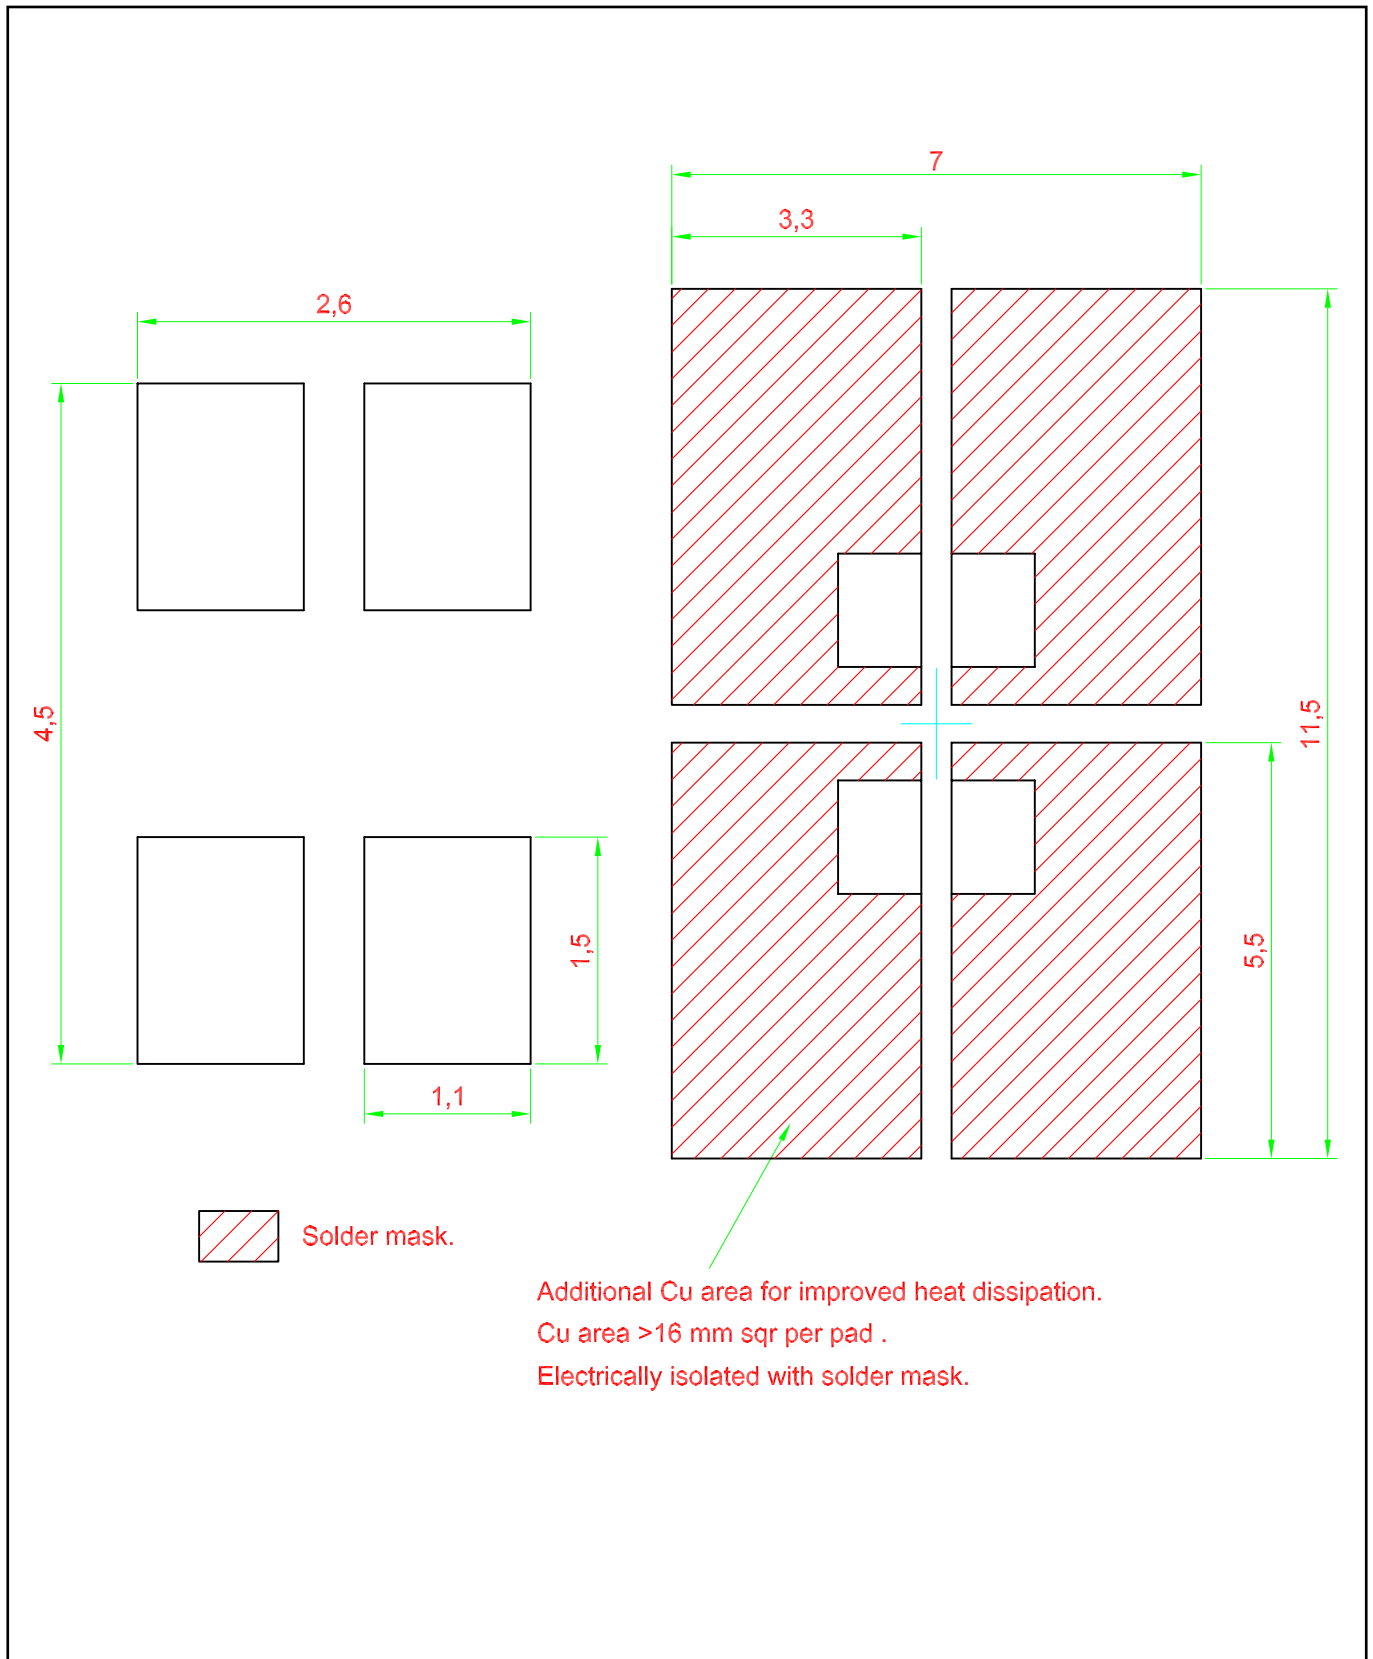 7
3,3
2,6
4,5
11,5
5,5
1,5
1,1
Solder mask.
Additional Cu area for improved heat dissipation.
Cu area >16 mm sqr per pad .
Electrically isolated with solder mask.